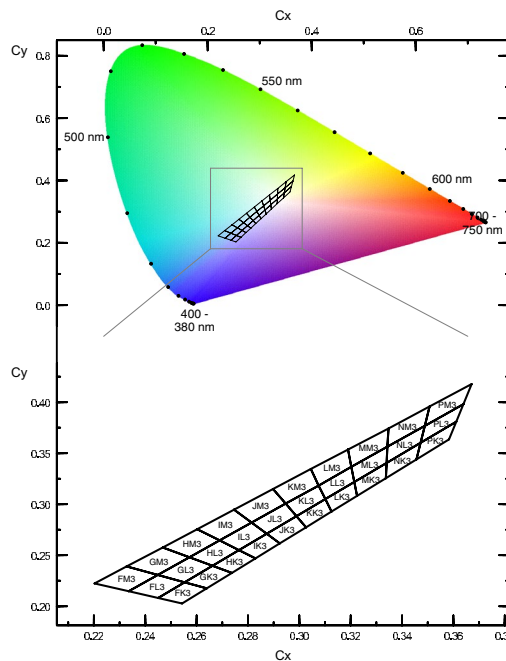 Cx
0.0 0.2 0.4 0.6
Cy
0.8
550 nm
0.6
500 nm
0.4
600 nm
700 -
750 nm
0.2
0.0
400 -
380 nm
Cy
0.40
0.35
0.30
0.25
0.20
PM3
NM3 PL3
MM3 NL3 PK3
LM3 ML3 NK3
KM3 LL3 MK3
JM3 KL3 LK3
IM3 JL3 KK3
HM3 IL3 JK3
GM3 HL3 IK3
FM3 GL3 HK3
FL3 GK3
FK3
0.22 0.24 0.26 0.28 0.30 0.32 0.34 0.36
Cx